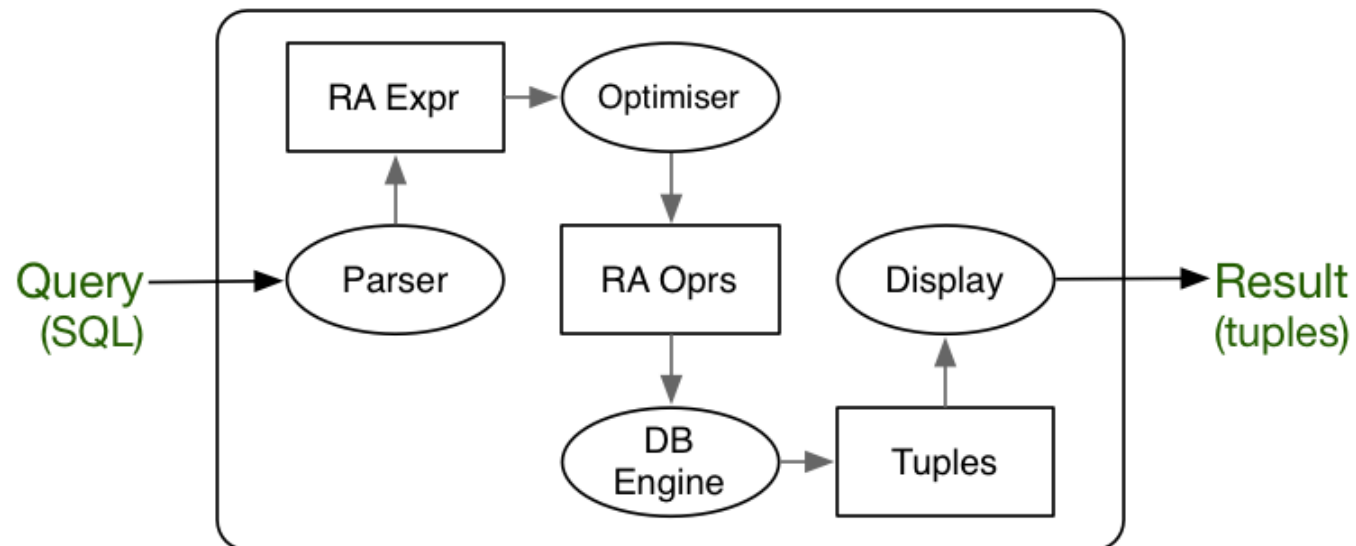 RA Expr
Optimiser
Query
(SQL)
Parser
RA Oprs
Display
Result
(tuples)
DB
Engine
Tuples